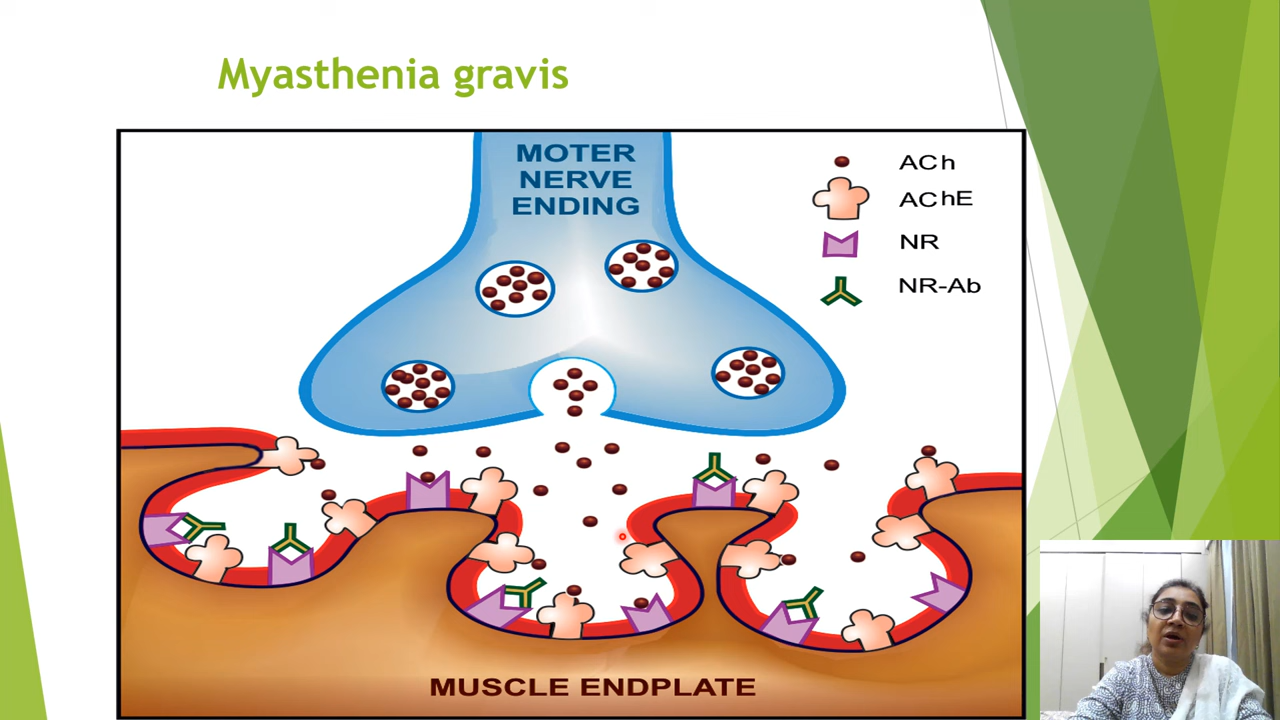 Myasthenia gravis
MOTER
NERVE
ENDING
ACh
AChE
NR
NR-Ab
MUSCLE ENDPLATE